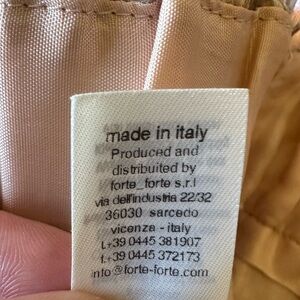 made in italy
Produced and
distribuited by
forte_forte s.r.l
via dell'industria 22/32
36030 sarcedo
vicenza - italy
t.+39 0445 381907
f.+39 0445 372173
info@forte-forte.com